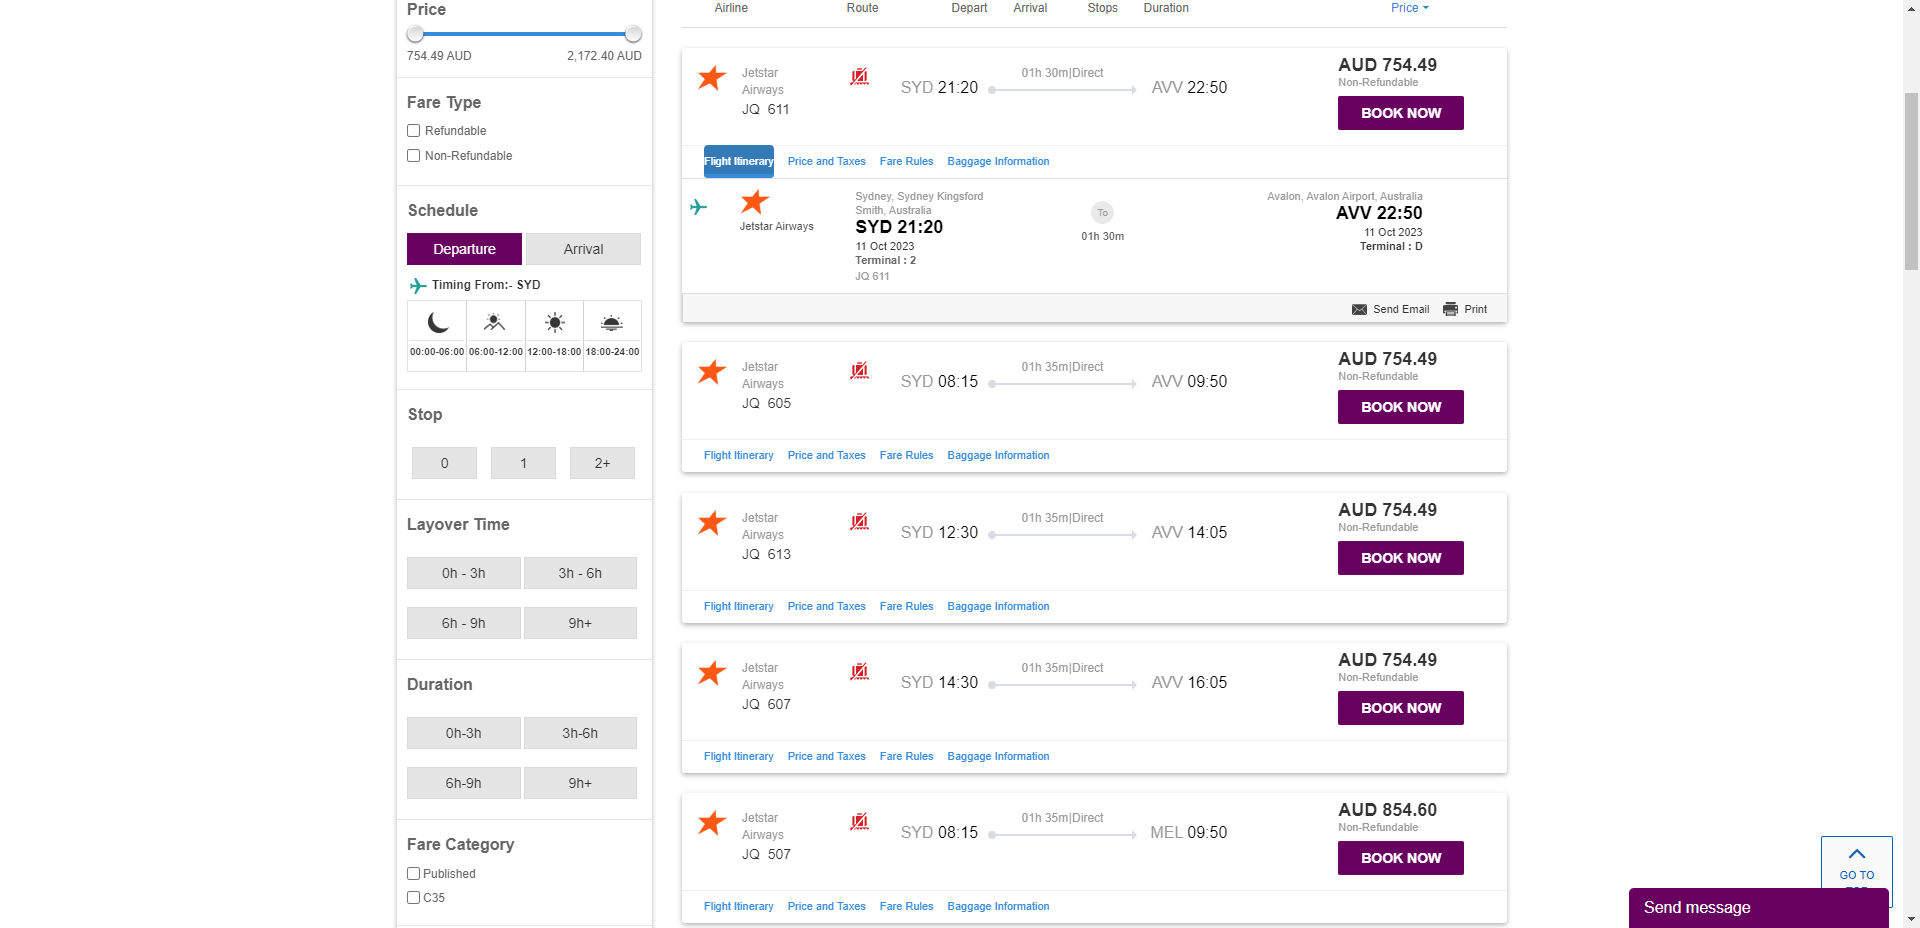 Price
754.49 AUD 2,172.40 AUD
Fare Type
Refundable
Non-Refundable
Schedule
Departure Arrival
Timing From:- SYD
00:00-06:00 06:00-12:00 12:00-18:00 18:00-24:00
Stop
0 1 2+
Layover Time
0h - 3h 3h - 6h
6h - 9h 9h+
Duration
0h-3h 3h-6h
6h-9h 9h+
Fare Category
Published
C35
Airline Route Depart Arrival Stops Duration Price
Jetstar
Airways
JQ 611
SYD 21:20
01h 30m|Direct
AVV 22:50
AUD 754.49
Non-Refundable
BOOK NOW
Flight Itinerary Price and Taxes Fare Rules Baggage Information
Jetstar Airways
Sydney, Sydney Kingsford
Smith, Australia
SYD 21:20
11 Oct 2023
Terminal : 2
JQ 611
To
01h 30m
Avalon, Avalon Airport, Australia
AVV 22:50
11 Oct 2023
Terminal : D
Send Email Print
Jetstar
Airways
JQ 605
SYD 08:15
01h 35m|Direct
AVV 09:50
AUD 754.49
Non-Refundable
BOOK NOW
Flight Itinerary Price and Taxes Fare Rules Baggage Information
Jetstar
Airways
JQ 613
SYD 12:30
01h 35m|Direct
AVV 14:05
AUD 754.49
Non-Refundable
BOOK NOW
Flight Itinerary Price and Taxes Fare Rules Baggage Information
Jetstar
Airways
JQ 607
SYD 14:30
01h 35m|Direct
AVV 16:05
AUD 754.49
Non-Refundable
BOOK NOW
Flight Itinerary Price and Taxes Fare Rules Baggage Information
Jetstar
Airways
JQ 507
SYD 08:15
01h 35m|Direct
MEL 09:50
AUD 854.60
Non-Refundable
BOOK NOW
Flight Itinerary Price and Taxes Fare Rules Baggage Information
GO TO
Send message